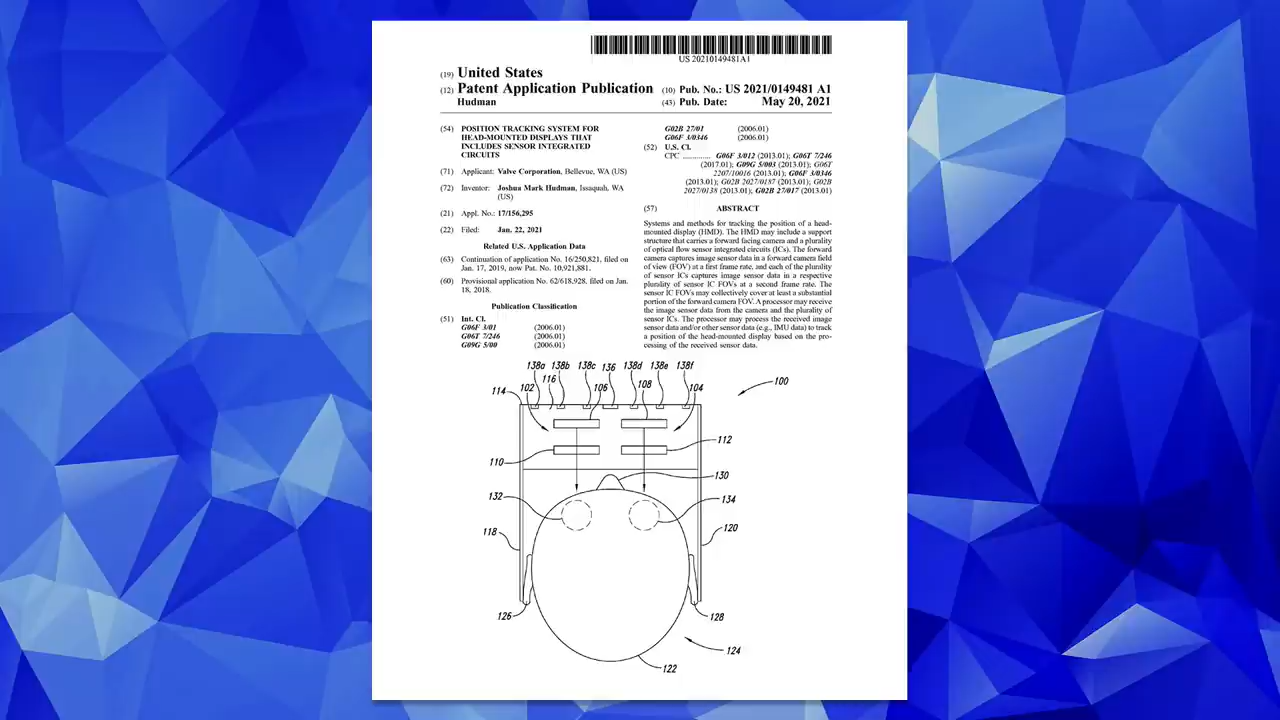 US 20210149481A1
(19) United States
(12) Patent Application Publication
Hudman
(10) Pub. No.: US 2021/0149481 A1
(43) Pub. Date: May 20, 2021
(54) POSITION TRACKING SYSTEM FOR
HEAD-MOUNTED DISPLAYS THAT
INCLUDES SENSOR INTEGRATED
CIRCUITS
(71) Applicant: Valve Corporation, Bellevue, WA (US)
(72) Inventor: Joshua Mark Hudman, Issaquah, WA
(US)
(21) Appl. No.: 17/156,295
(22) Filed: Jan. 22, 2021
Related U.S. Application Data
(63) Continuation of application No. 16/250,821, filed on
Jan. 17, 2019, now Pat. No. 10,921,881.
(60) Provisional application No. 62/618,928, filed on Jan.
18, 2018.
Publication Classification
(51) Int. Cl.
G06F 3/01 (2006.01)
G06T 7/246 (2006.01)
G09G 5/00 (2006.01)
G02B 27/01 (2006.01)
G06F 3/0346 (2006.01)
(52) U.S. Cl.
CPC .............. G06F 3/012 (2013.01); G06T 7/246
(2017.01); G09G 5/003 (2013.01); G06T
2207/10016 (2013.01); G06F 3/0346
(2013.01); G02B 2027/0187 (2013.01); G02B
2027/0138 (2013.01); G02B 27/017 (2013.01)
(57) ABSTRACT
Systems and methods for tracking the position of a head-
mounted display (HMD). The HMD may include a support
structure that carries a forward facing camera and a plurality
of optical flow sensor integrated circuits (ICs). The forward
camera captures image sensor data in a forward camera field
of view (FOV) at a first frame rate, and each of the plurality
of sensor ICs captures image sensor data in a respective
plurality of sensor IC FOVs at a second frame rate. The
sensor IC FOVs may collectively cover at least a substantial
portion of the forward camera FOV. A processor may receive
the image sensor data from the camera and the plurality of
sensor ICs. The processor may process the received image
sensor data and/or other sensor data (e.g., IMU data) to track
a position of the head-mounted display based on the pro-
cessing of the received sensor data.
138a 138b 138c 136 138d 138e 138f
116
100
114 102 106 108 104
112
110
130
132
134
118
120
126
128
124
122